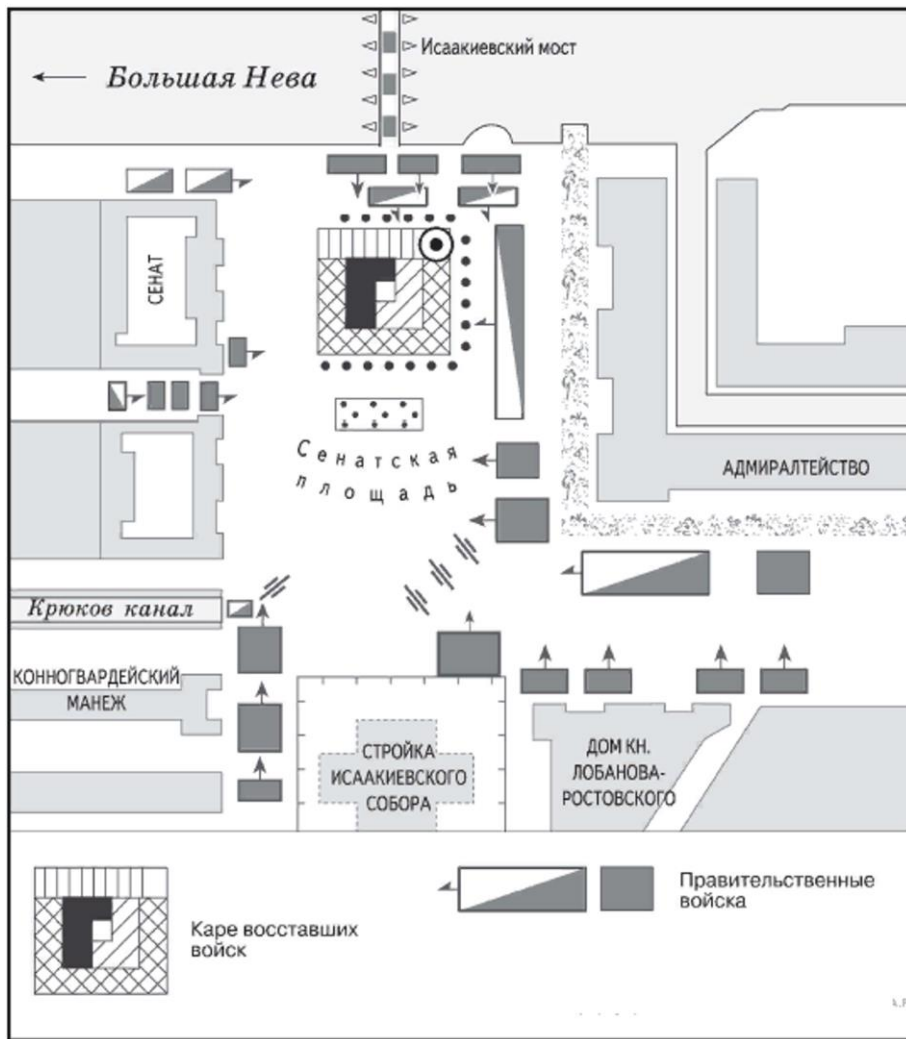 Исаакиевский мост
Большая Нева
СЕНАТ
Сенатская
площадь
АДМИРАЛТЕЙСТВО
Крюков канал
КОННОГВАРДЕЙСКИЙ
МАНЕЖ
СТРОЙКА
ИСААКИЕВСКОГО
СОБОРА
ДОМ КН.
ЛОБАНОВА-
РОСТОВСКОГО
Каре восставших
войск
Правительственные
войска